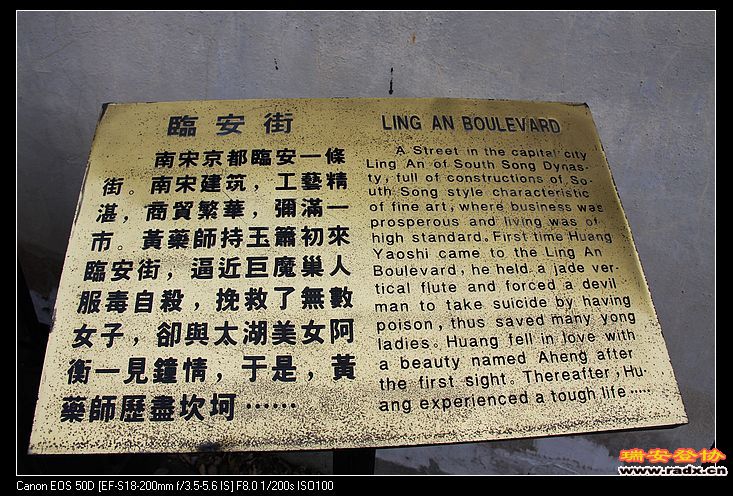 臨安街
南宋京都臨安一條
街。南宋建筑，工藝精
湛，商貿繁華，彌滿一
市。黃藥師持玉簫初來
臨安街，逼近巨魔巢人
服毒自殺，挽救了無數
女子，卻與太湖美女阿
衡一見鐘情，于是，黃
藥師歷盡坎坷……
LING AN BOULEVARD
A Street in the capital city
Ling An of South Song Dynas-
ty, full of constructions of So-
uth Song style characteristic
of fine art, where business was
prosperous and living was of
high standard. First time Huang
Yaoshi came to the Ling An
Boulevard, he held a jade ver-
tical flute and forced a devil
man to take suicide by having
poison, thus saved many yong
ladies. Huang fell in love with
a beauty named Aheng after
the first sight. Thereafter, Hu-
ang experienced a tough life ……
瑞安登协
www.radx.cn
Canon EOS 50D [EF-S18-200mm f/3.5-5.6 IS] F8.0 1/200s ISO100